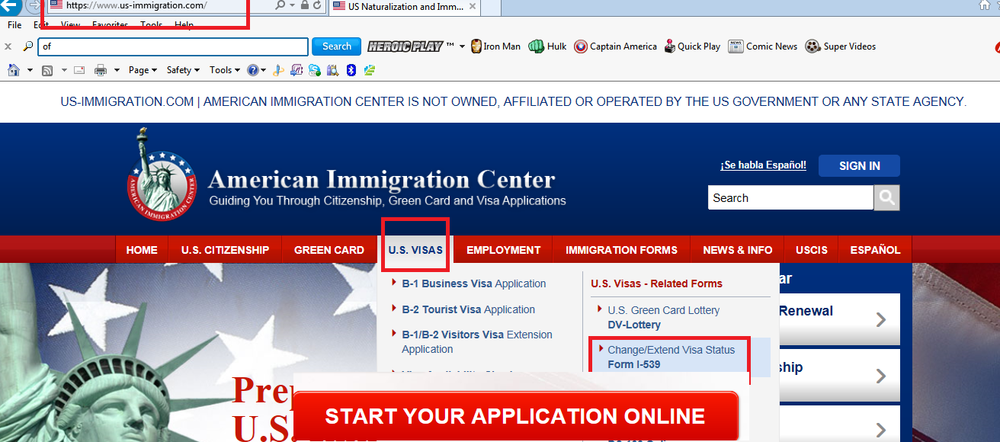 https://www.us-immigration.com/
US Naturalization and Imm...
File Edit View Favorites Tools Help
of
Search
HEROIC PLAY ™
Iron Man
Hulk
Captain America
Quick Play
NEWS
Comic News
Super Videos
Page
Safety
Tools
US-IMMIGRATION.COM | AMERICAN IMMIGRATION CENTER IS NOT OWNED, AFFILIATED OR OPERATED BY THE US GOVERNMENT OR ANY STATE AGENCY.
AMERICAN IMMIGRATION CENTER
American Immigration Center
Guiding You Through Citizenship, Green Card and Visa Applications
¡Se habla Español!
SIGN IN
Search
HOME
U.S. CITIZENSHIP
GREEN CARD
U.S. VISAS
EMPLOYMENT
IMMIGRATION FORMS
NEWS & INFO
USCIS
ESPAÑOL
B-1 Business Visa Application
B-2 Tourist Visa Application
B-1/B-2 Visitors Visa Extension
Application
U.S. Visas - Related Forms
U.S. Green Card Lottery
DV-Lottery
Change/Extend Visa Status
Form I-539
ar
Renewal
ship
Prep
U.S.
START YOUR APPLICATION ONLINE